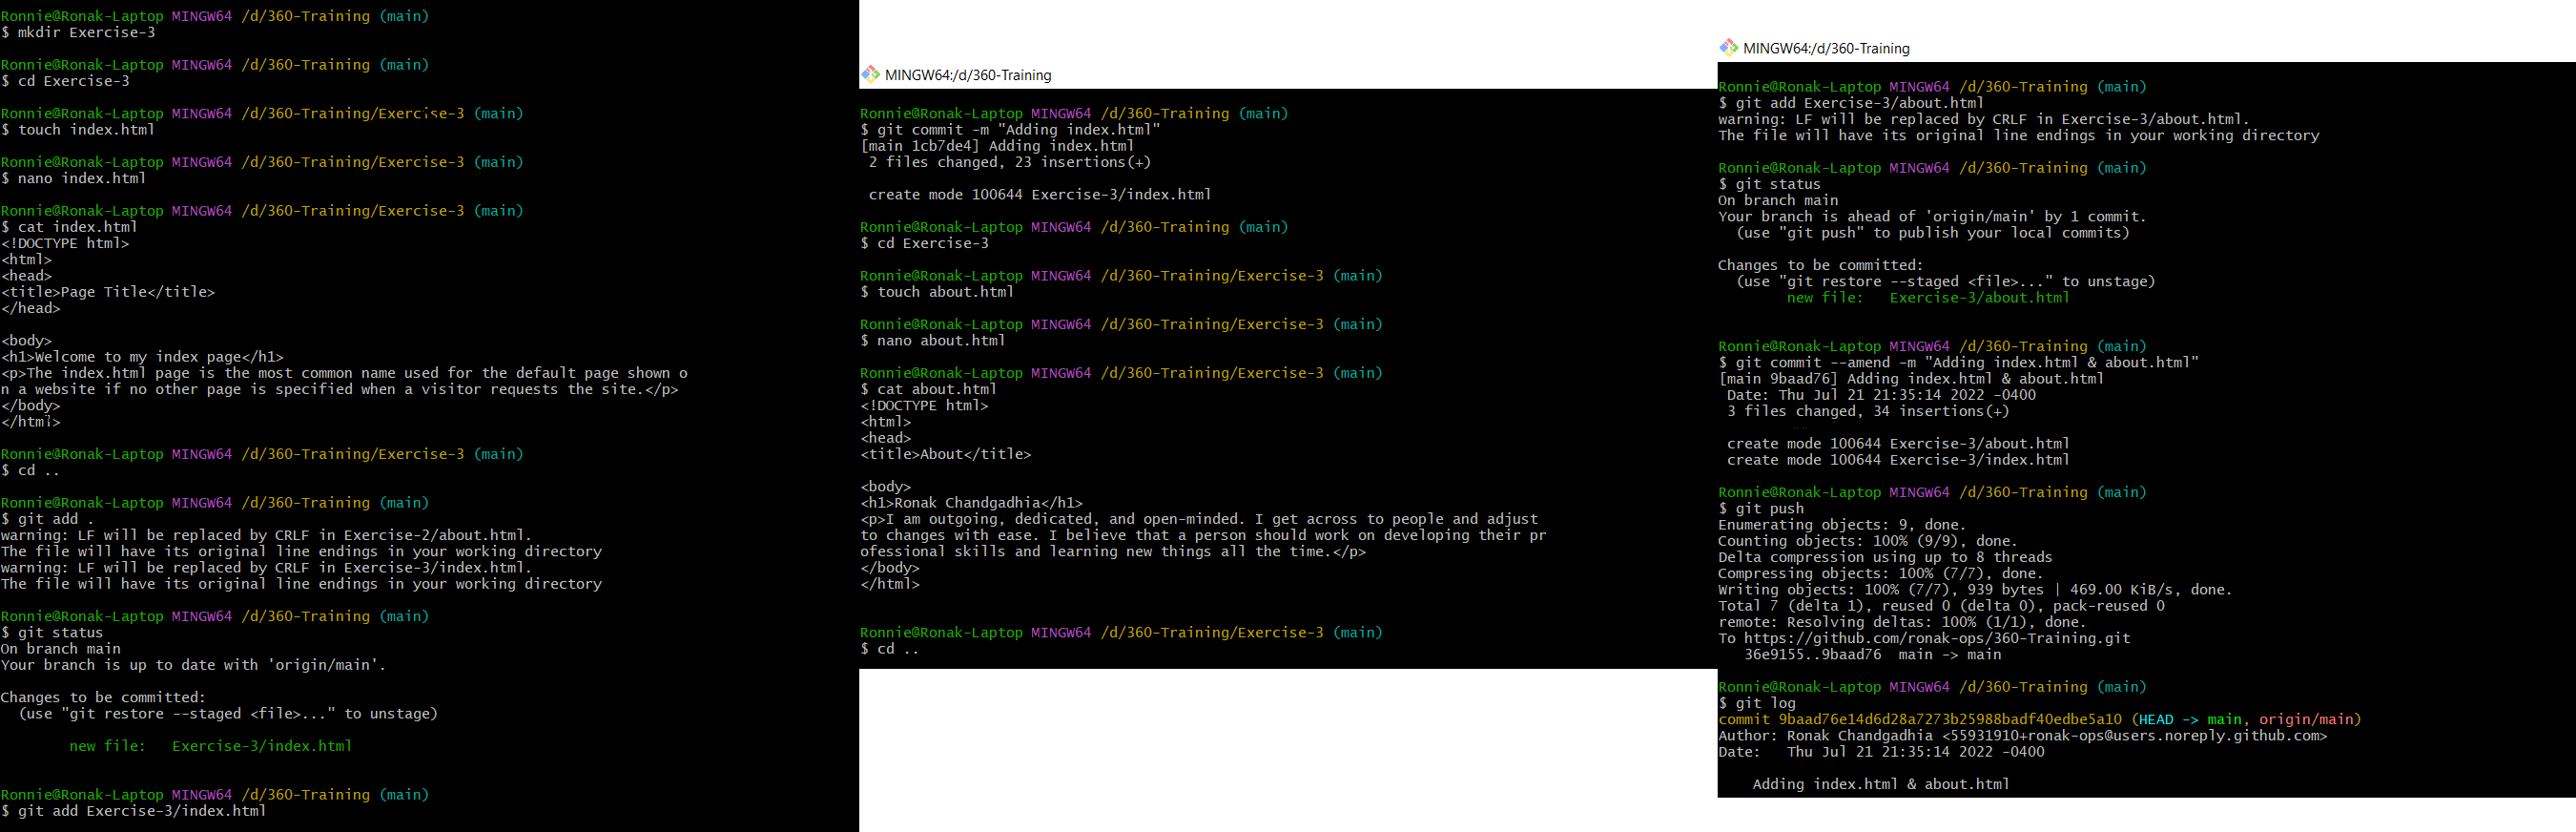 Ronnie@Ronak-Laptop MINGW64 /d/360-Training (main)
$ mkdir Exercise-3
Ronnie@Ronak-Laptop MINGW64 /d/360-Training (main)
$ cd Exercise-3
Ronnie@Ronak-Laptop MINGW64 /d/360-Training/Exercise-3 (main)
$ touch index.html
Ronnie@Ronak-Laptop MINGW64 /d/360-Training/Exercise-3 (main)
$ nano index.html
Ronnie@Ronak-Laptop MINGW64 /d/360-Training/Exercise-3 (main)
$ cat index.html
<!DOCTYPE html>
<html>
<head>
<title>Page Title</title>
</head>
<body>
<h1>Welcome to my index page</h1>
<p>The index.html page is the most common name used for the default page shown o
n a website if no other page is specified when a visitor requests the site.</p>
</body>
</html>
Ronnie@Ronak-Laptop MINGW64 /d/360-Training/Exercise-3 (main)
$ cd ..
Ronnie@Ronak-Laptop MINGW64 /d/360-Training (main)
$ git add .
warning: LF will be replaced by CRLF in Exercise-2/about.html.
The file will have its original line endings in your working directory
warning: LF will be replaced by CRLF in Exercise-3/index.html.
The file will have its original line endings in your working directory
Ronnie@Ronak-Laptop MINGW64 /d/360-Training (main)
$ git status
On branch main
Your branch is up to date with 'origin/main'.
Changes to be committed:
(use "git restore --staged <file>..." to unstage)
new file: Exercise-3/index.html
Ronnie@Ronak-Laptop MINGW64 /d/360-Training (main)
$ git add Exercise-3/index.html
MINGW64:/d/360-Training
Ronnie@Ronak-Laptop MINGW64 /d/360-Training (main)
$ git commit -m "Adding index.html"
[main 1cb7de4] Adding index.html
2 files changed, 23 insertions(+)
create mode 100644 Exercise-3/index.html
Ronnie@Ronak-Laptop MINGW64 /d/360-Training (main)
$ cd Exercise-3
Ronnie@Ronak-Laptop MINGW64 /d/360-Training/Exercise-3 (main)
$ touch about.html
Ronnie@Ronak-Laptop MINGW64 /d/360-Training/Exercise-3 (main)
$ nano about.html
Ronnie@Ronak-Laptop MINGW64 /d/360-Training/Exercise-3 (main)
$ cat about.html
<!DOCTYPE html>
<html>
<head>
<title>About</title>
<body>
<h1>Ronak Chandgadhia</h1>
<p>I am outgoing, dedicated, and open-minded. I get across to people and adjust
to changes with ease. I believe that a person should work on developing their pr
ofessional skills and learning new things all the time.</p>
</body>
</html>
Ronnie@Ronak-Laptop MINGW64 /d/360-Training/Exercise-3 (main)
$ cd ..
MINGW64:/d/360-Training
Ronnie@Ronak-Laptop MINGW64 /d/360-Training (main)
$ git add Exercise-3/about.html
warning: LF will be replaced by CRLF in Exercise-3/about.html.
The file will have its original line endings in your working directory
Ronnie@Ronak-Laptop MINGW64 /d/360-Training (main)
$ git status
On branch main
Your branch is ahead of 'origin/main' by 1 commit.
(use "git push" to publish your local commits)
Changes to be committed:
(use "git restore --staged <file>..." to unstage)
new file: Exercise-3/about.html
Ronnie@Ronak-Laptop MINGW64 /d/360-Training (main)
$ git commit --amend -m "Adding index.html & about.html"
[main 9baad76] Adding index.html & about.html
Date: Thu Jul 21 21:35:14 2022 -0400
3 files changed, 34 insertions(+)
create mode 100644 Exercise-3/about.html
create mode 100644 Exercise-3/index.html
Ronnie@Ronak-Laptop MINGW64 /d/360-Training (main)
$ git push
Enumerating objects: 9, done.
Counting objects: 100% (9/9), done.
Delta compression using up to 8 threads
Compressing objects: 100% (7/7), done.
Writing objects: 100% (7/7), 939 bytes | 469.00 KiB/s, done.
Total 7 (delta 1), reused 0 (delta 0), pack-reused 0
remote: Resolving deltas: 100% (1/1), done.
To https://github.com/ronak-ops/360-Training.git
36e9155..9baad76 main -> main
Ronnie@Ronak-Laptop MINGW64 /d/360-Training (main)
$ git log
commit 9baad76e14d6d28a7273b25988badf40edbe5a10 (HEAD -> main, origin/main)
Author: Ronak Chandgadhia <55931910+ronak-ops@users.noreply.github.com>
Date: Thu Jul 21 21:35:14 2022 -0400
Adding index.html & about.html